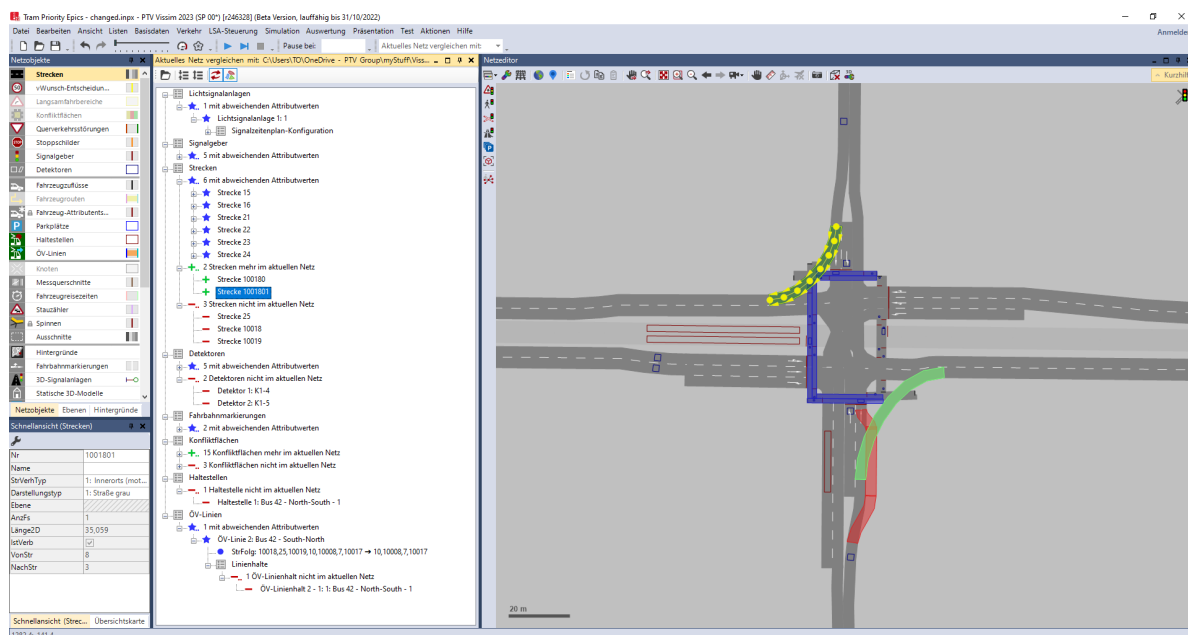 Tram Priority Epics - changed.inpx - PTV Vissim 2023 (SP 00*) [r246328] (Beta Version, lauffähig bis 31/10/2022)
Datei Bearbeiten Ansicht Listen Basisdaten Verkehr LSA-Steuerung Simulation Auswertung Präsentation Test Aktionen Hilfe
Anmelden
Pause bei: Aktuelles Netz vergleichen mit:
Netzobjekte
Strecken
vWunsch-Entscheidun...
Langsamfahrbereiche
Konfliktflächen
Querverkehrsstörungen
Stoppschilder
Signalgeber
Detektoren
Fahrzeugzuflüsse
Fahrzeugrouten
Fahrzeug-Attributents...
Parkplätze
Haltestellen
ÖV-Linien
Knoten
Messquerschnitte
Fahrzeugreisezeiten
Stauzähler
Spinnen
Ausschnitte
Hintergründe
Fahrbahnmarkierungen
3D-Signalanlagen
Statische 3D-Modelle
Netzobjekte Ebenen Hintergründe
Schnellansicht (Strecken)
Nr 1001801
Name
StrVerhTyp 1: Innerorts (mot...
Darstellungstyp 1: Straße grau
Ebene
AnzFs 1
Länge2D 35,059
IstVerb
VonStr 8
NachStr 3
Schnellansicht (Strec... Übersichtskarte
Aktuelles Netz vergleichen mit: C:\Users\TO\OneDrive - PTV Group\myStuff\Viss...
Lichtsignalanlagen
1 mit abweichenden Attributwerten
Lichtsignalanlage 1: 1
Signalzeitenplan-Konfiguration
Signalgeber
5 mit abweichenden Attributwerten
Strecken
6 mit abweichenden Attributwerten
Strecke 15
Strecke 16
Strecke 21
Strecke 22
Strecke 23
Strecke 24
2 Strecken mehr im aktuellen Netz
Strecke 100180
Strecke 1001801
3 Strecken nicht im aktuellen Netz
Strecke 25
Strecke 10018
Strecke 10019
Detektoren
5 mit abweichenden Attributwerten
2 Detektoren nicht im aktuellen Netz
Detektor 1: K1-4
Detektor 2: K1-5
Fahrbahnmarkierungen
2 mit abweichenden Attributwerten
Konfliktflächen
15 Konfliktflächen mehr im aktuellen Netz
3 Konfliktflächen nicht im aktuellen Netz
Haltestellen
1 Haltestelle nicht im aktuellen Netz
Haltestelle 1: Bus 42 - North-South - 1
ÖV-Linien
1 mit abweichenden Attributwerten
ÖV-Linie 2: Bus 42 - South-North
StrFolg: 10018,25,10019,10,10008,7,10017 → 10,10008,7,10017
Linienhalte
1 ÖV-Linienhalt nicht im aktuellen Netz
ÖV-Linienhalt 2 - 1: 1: Bus 42 - North-South - 1
Netzeditor
Kurzhilf
20 m